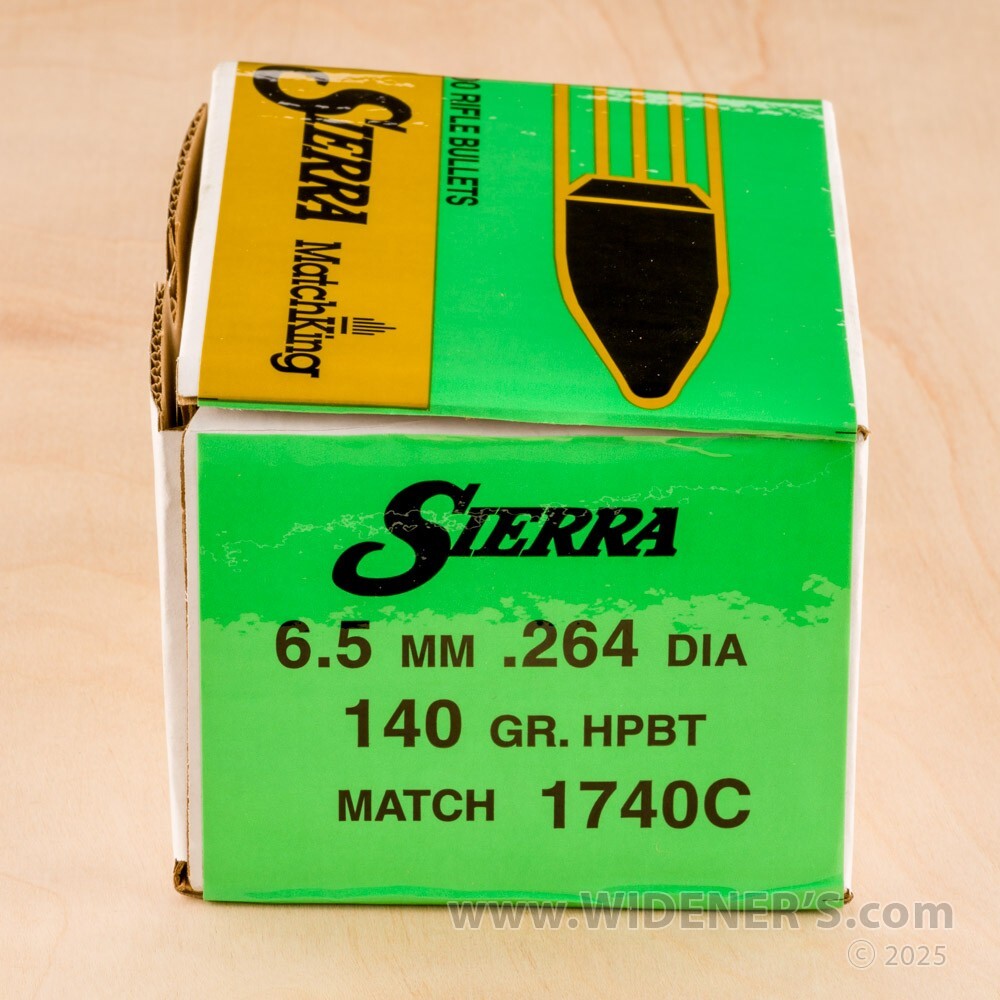 SIERRA MatchKing
RIFLE BULLETS
SIERRA
6.5 MM .264 DIA
140 GR. HPBT
MATCH 1740C
www.WIDENER'S.com
© 2025